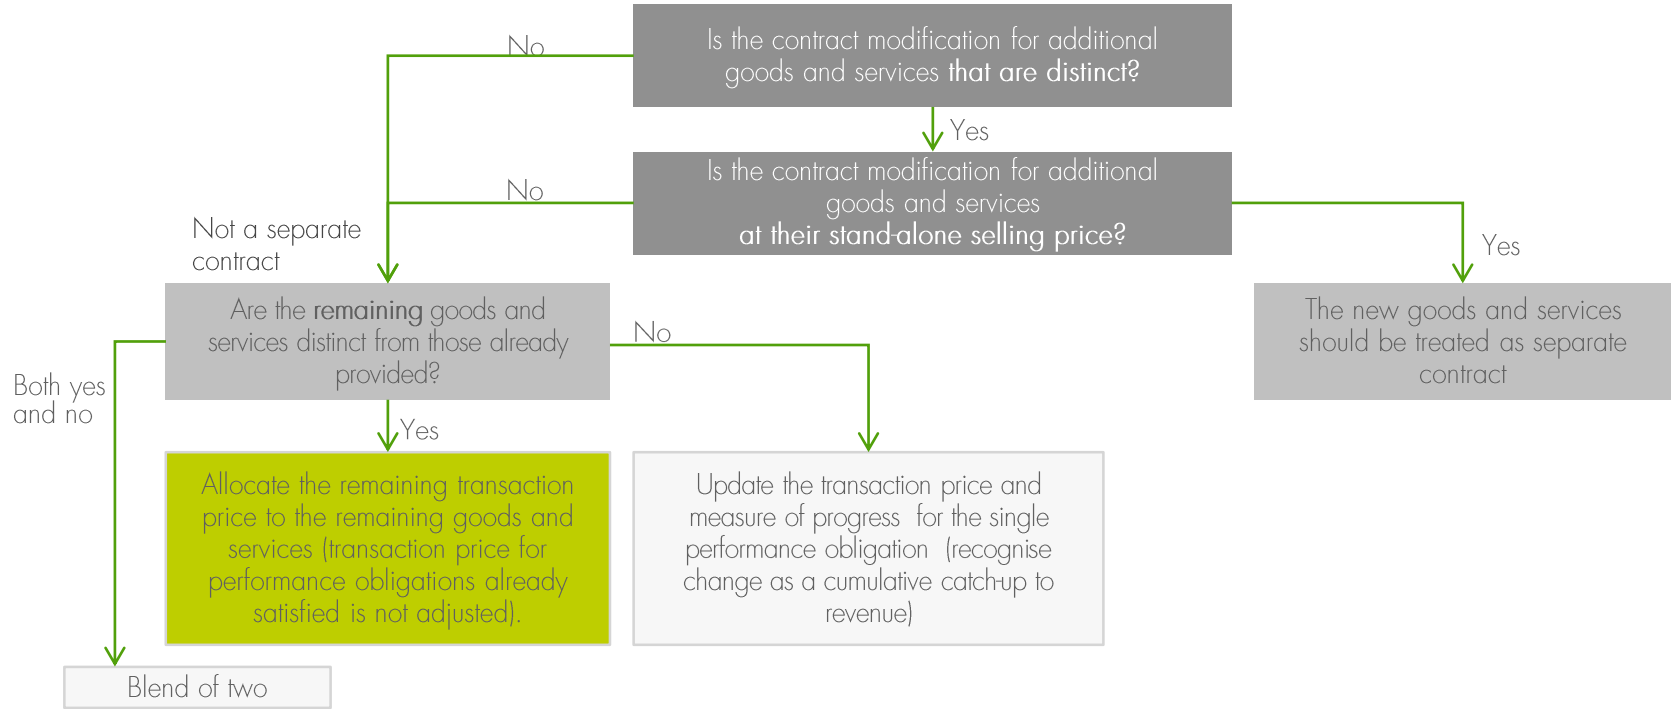 Is the contract modification for additional
goods and services that are distinct?
No
Yes
Is the contract modification for additional
goods and services
at their stand-alone selling price?
No
Yes
Not a separate
contract
Are the remaining goods and
services distinct from those already
provided?
No
The new goods and services
should be treated as separate
contract
Both yes
and no
Yes
Allocate the remaining transaction
price to the remaining goods and
services (transaction price for
performance obligations already
satisfied is not adjusted).
Update the transaction price and
measure of progress for the single
performance obligation (recognise
change as a cumulative catch-up to
revenue)
Blend of two